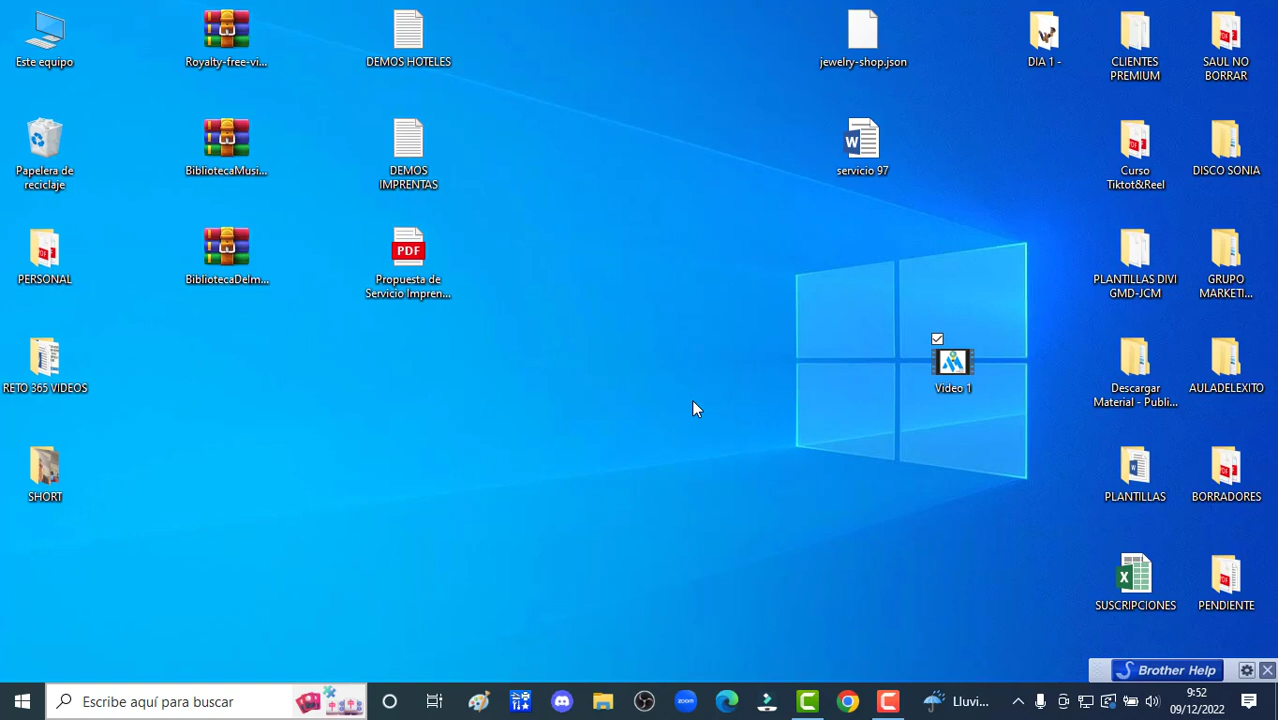 Este equipo
Royalty-free-vi...
DEMOS HOTELES
jewelry-shop.json
DIA 1 -
CLIENTES
PREMIUM
SAUL NO
BORRAR
Papelera de
reciclaje
BibliotecaMusi...
DEMOS
IMPRENTAS
servicio 97
Curso
Tiktot&Reel
DISCO SONIA
PERSONAL
BibliotecaDelm...
PDF
Propuesta de
Servicio Impren...
PLANTILLAS DIVI
GMD-JCM
GRUPO
MARKETI...
RETO 365 VIDEOS
Video 1
Descargar
Material - Publi...
AULADELEXITO
SHORT
PLANTILLAS
BORRADORES
SUSCRIPCIONES
PENDIENTE
Brother Help
Escribe aquí para buscar
zoom
Lluvi...
9:52
09/12/2022